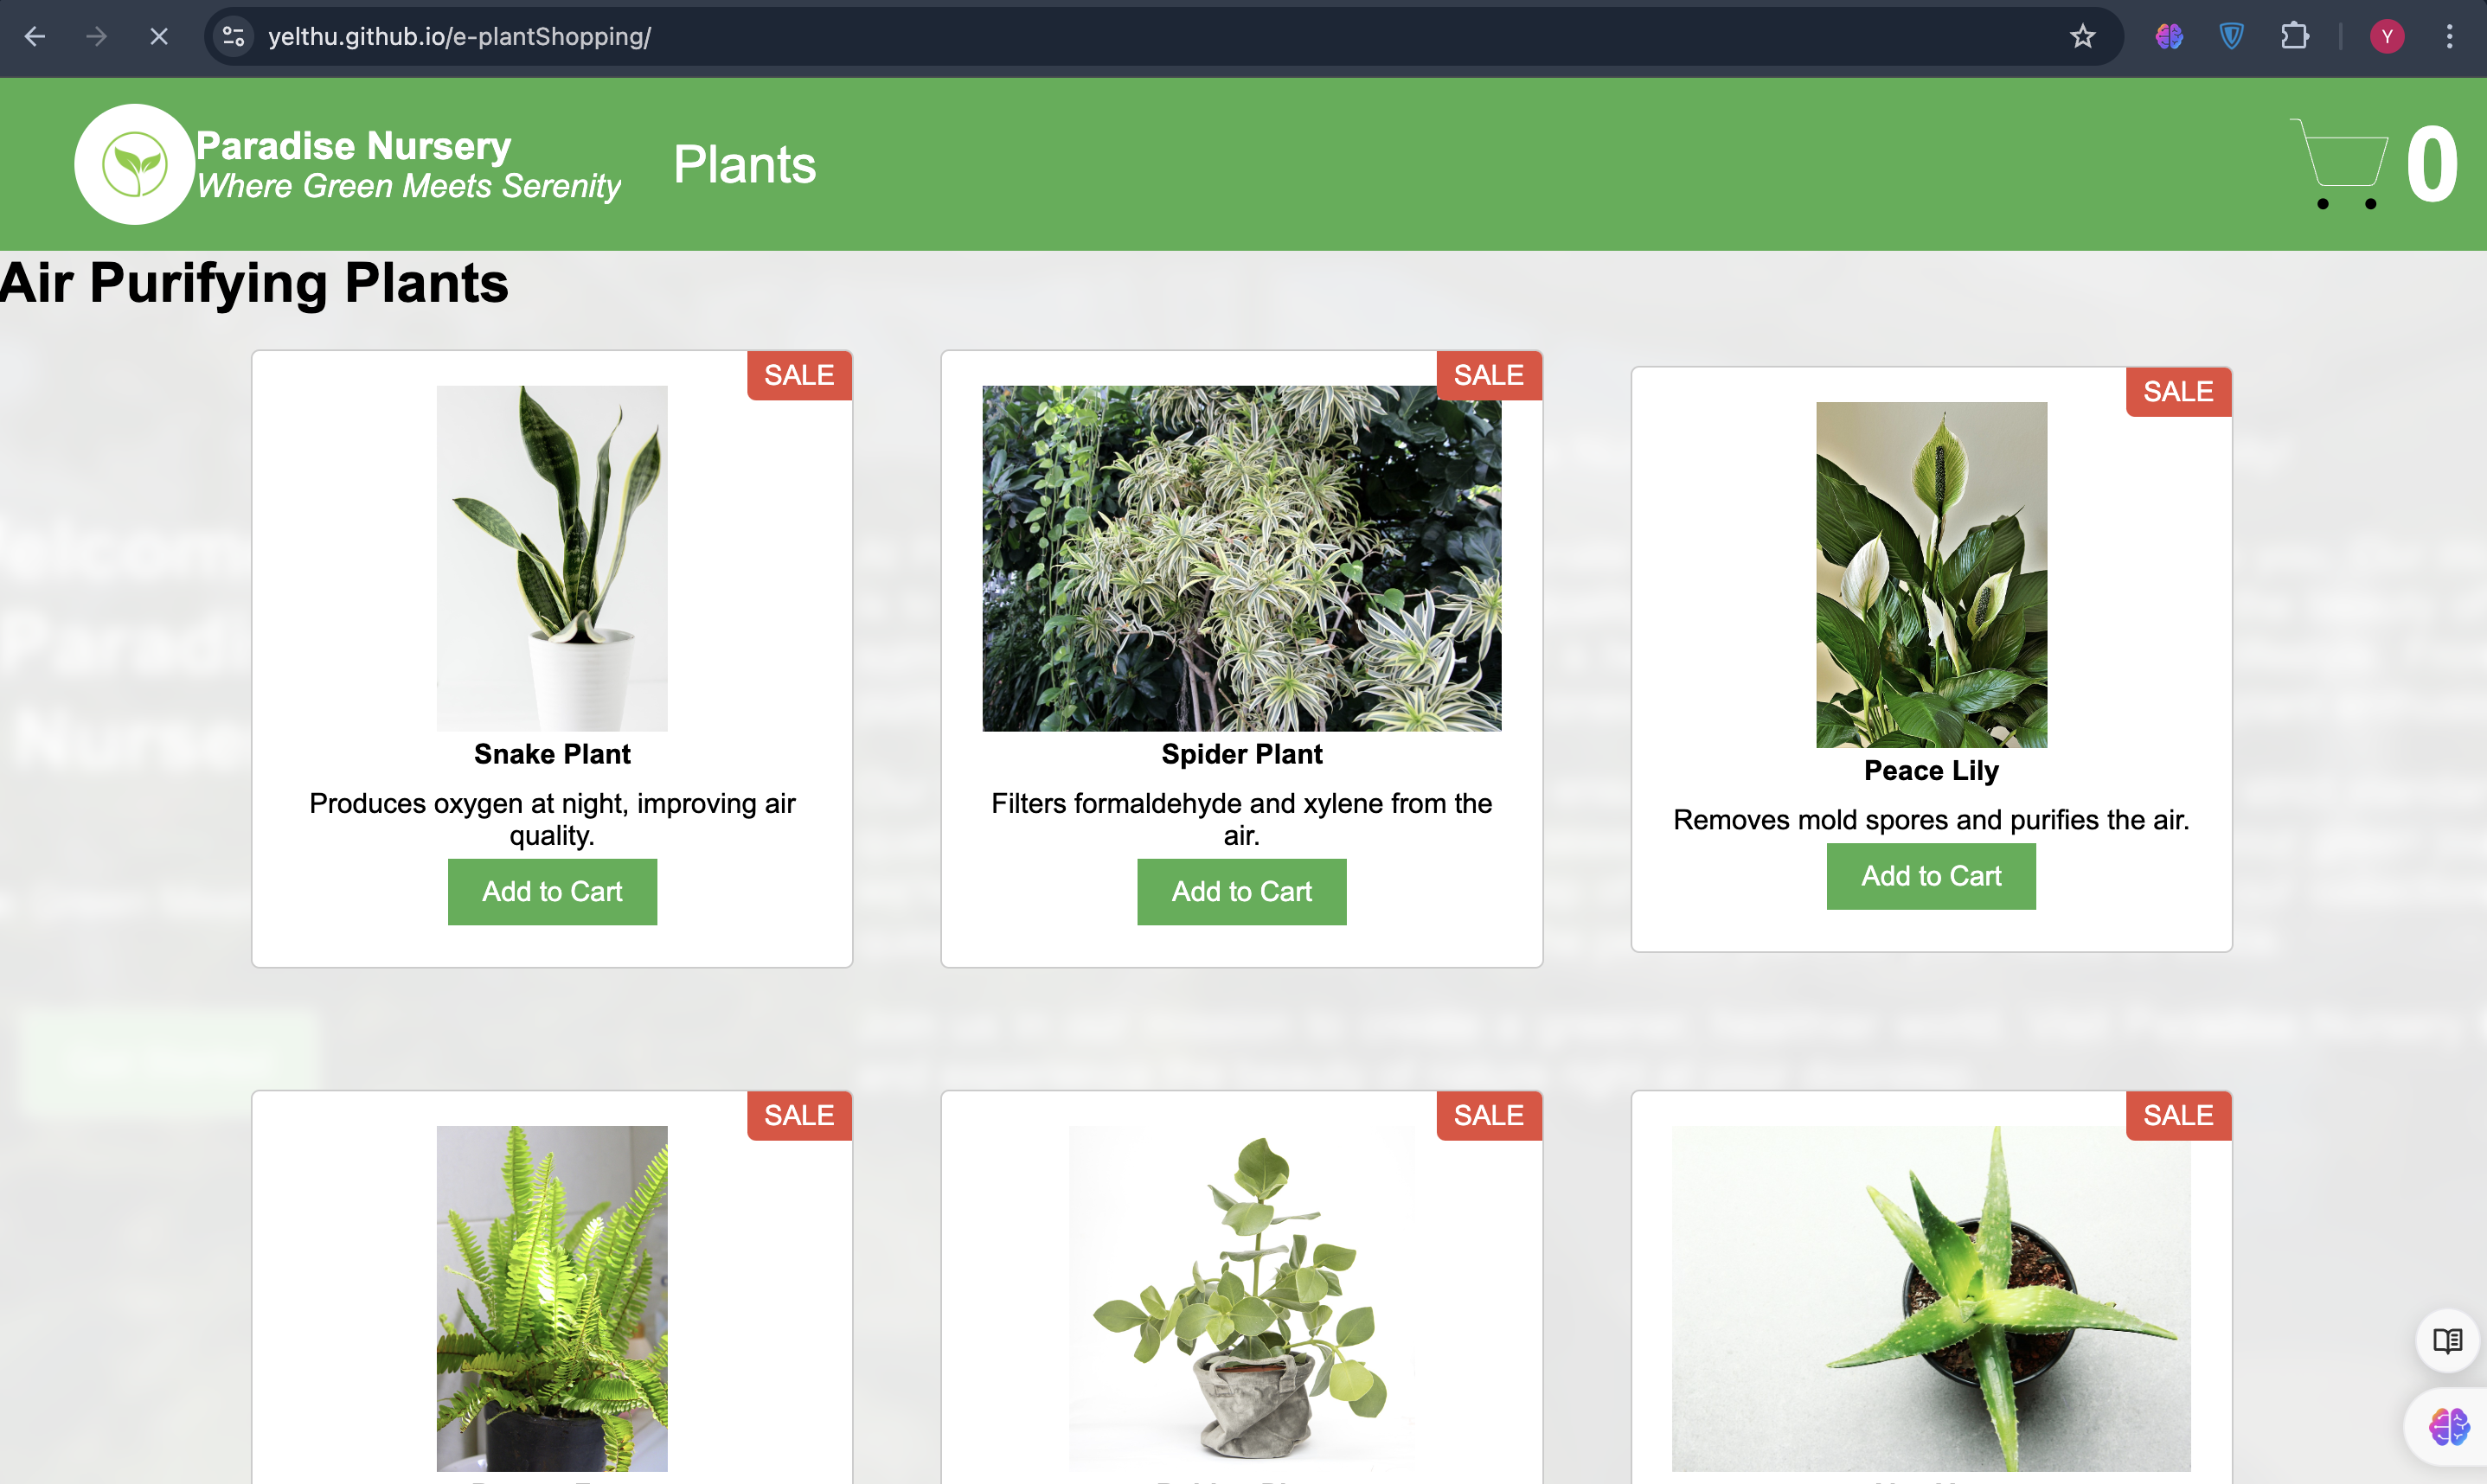 yelthu.github.io/e-plantShopping/
Y
Paradise Nursery
Where Green Meets Serenity
Plants
0
Air Purifying Plants
SALE
SALE
SALE
Snake Plant
Produces oxygen at night, improving air
quality.
Add to Cart
Spider Plant
Filters formaldehyde and xylene from the
air.
Add to Cart
Peace Lily
Removes mold spores and purifies the air.
Add to Cart
SALE
SALE
SALE